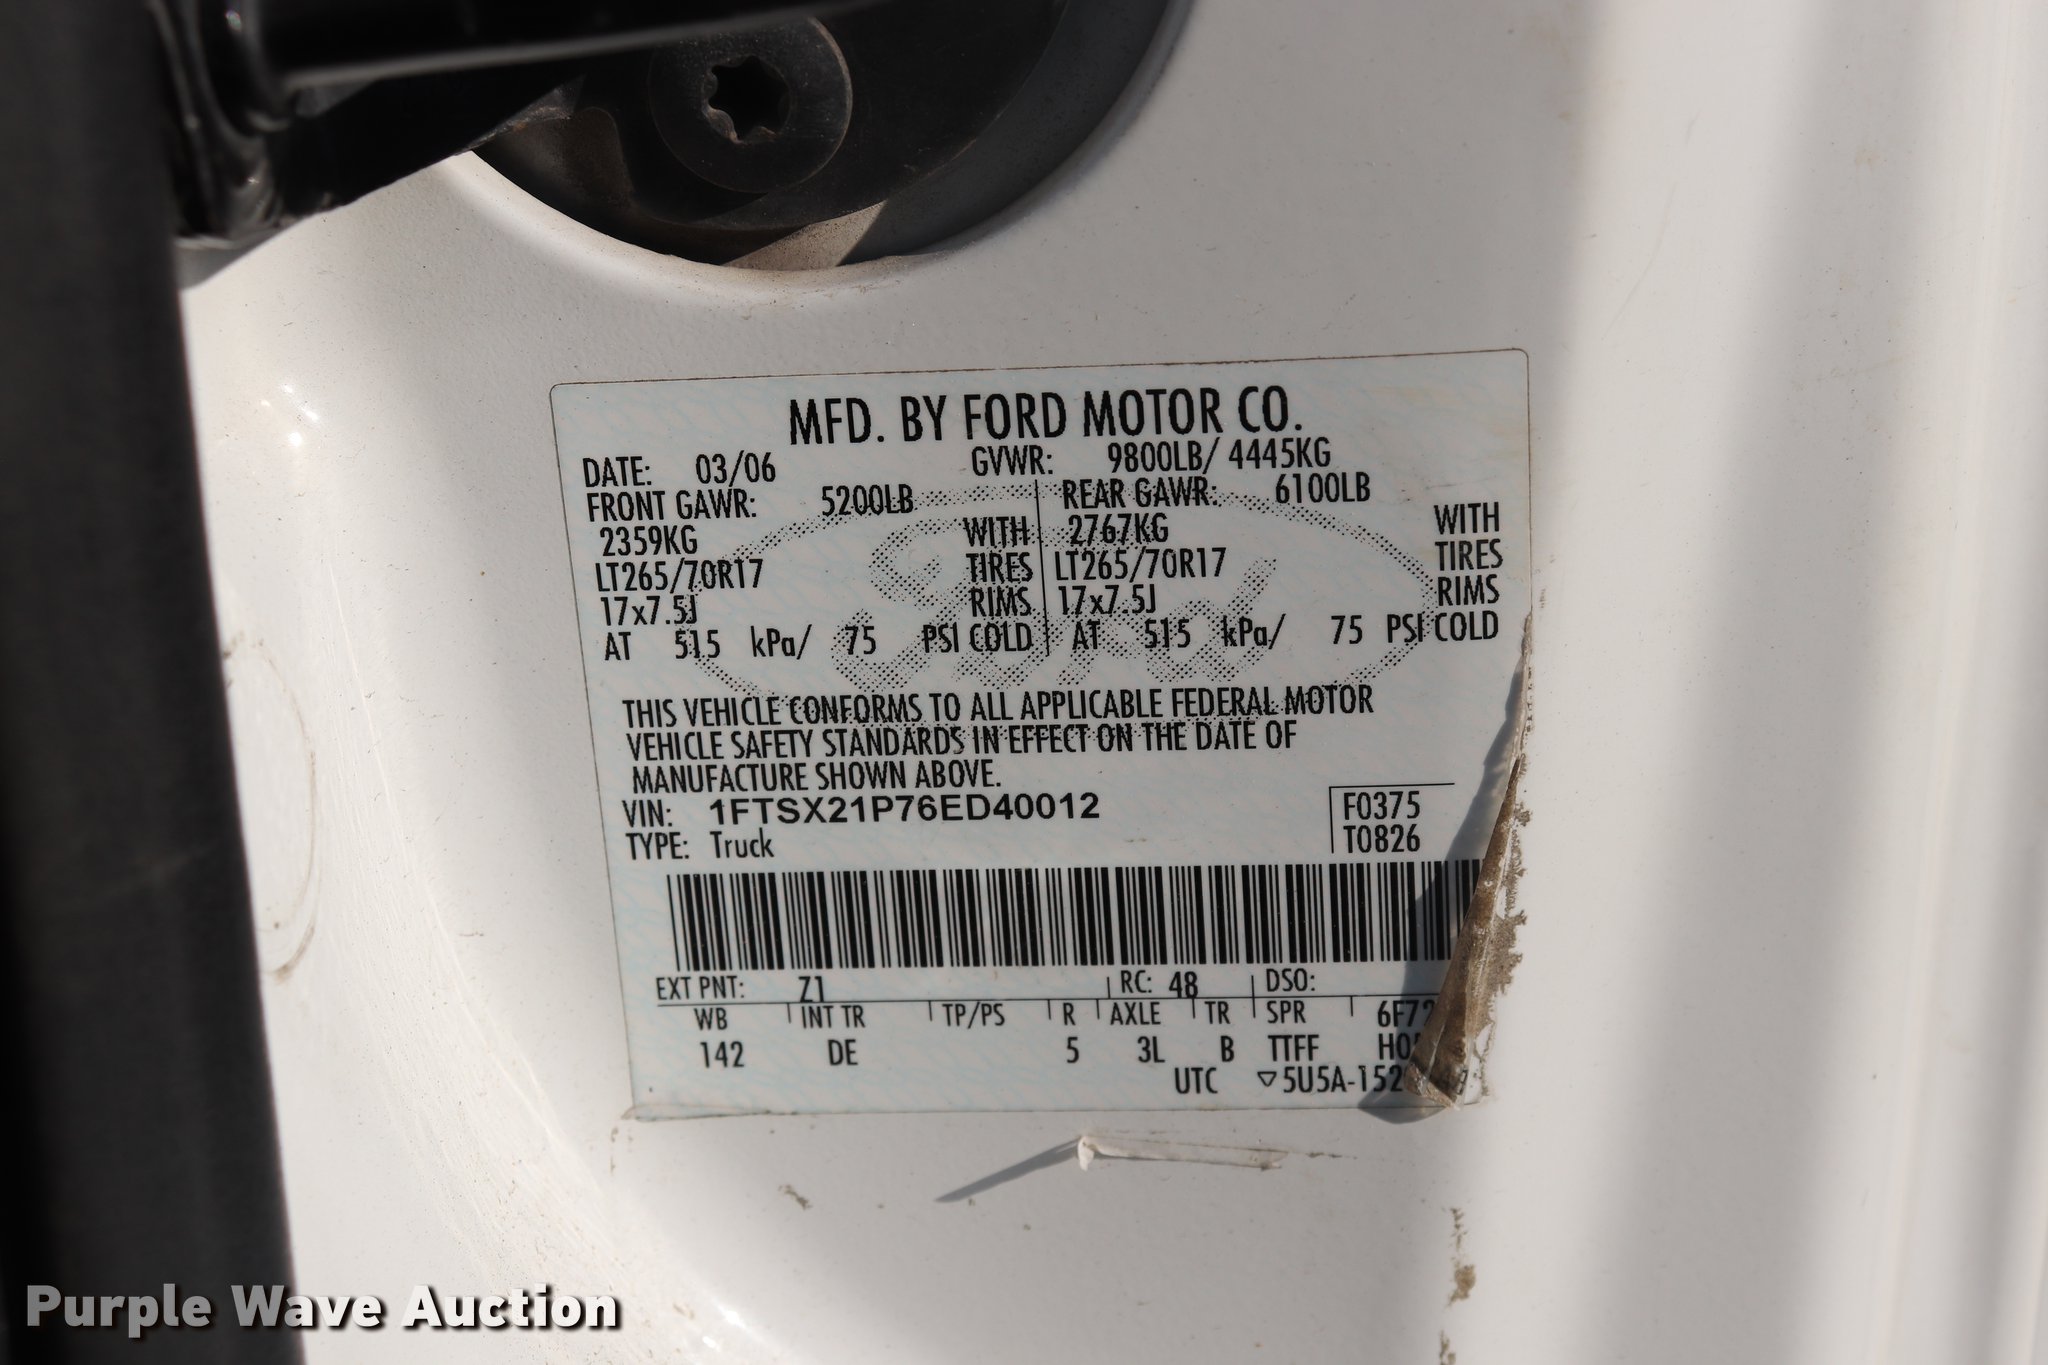 MFD. BY FORD MOTOR CO.
DATE: 03/06 GVWR: 9800LB/ 4445KG
FRONT GAWR: 5200LB REAR GAWR: 6100LB
2359KG WITH 2767KG WITH
LT265/70R17 TIRES LT265/70R17 TIRES
17x7.5J RIMS 17x7.5J RIMS
AT 515 kPa/ 75 PSI COLD AT 515 kPa/ 75 PSI COLD
Ford
THIS VEHICLE CONFORMS TO ALL APPLICABLE FEDERAL MOTOR
VEHICLE SAFETY STANDARDS IN EFFECT ON THE DATE OF
MANUFACTURE SHOWN ABOVE.
VIN: 1FTSX21P76ED40012 F0375
TYPE: Truck T0826
EXT PNT: Z1 RC: 48 DSO:
WB INT TR TP/PS R AXLE TR SPR
142 DE 5 3L B TTFF
UTC
Purple Wave Auction